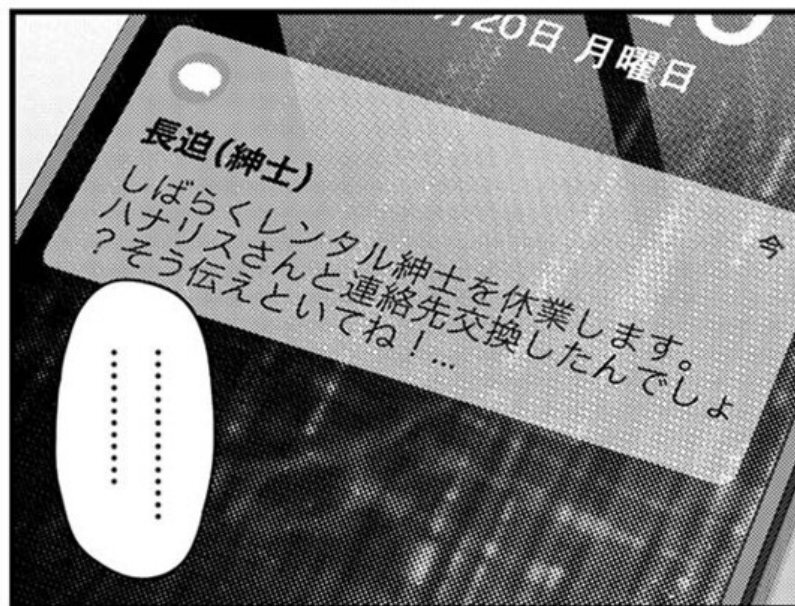 月20日 月曜日
長迫(紳士)
今
しばらくレンタル紳士を休業します。
ハナリスさんと連絡先交換したんでしょ
?そう伝えといてね!...
………………
……………